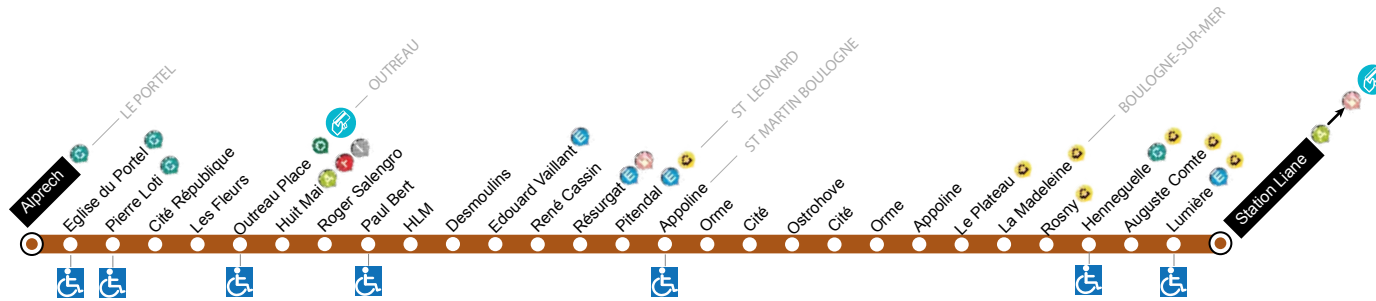 LE PORTEL
OUTREAU
ST LEONARD
ST MARTIN BOULOGNE
BOULOGNE-SUR-MER
Alprech
Eglise du Portel
Pierre Loti
Cité République
Les Fleurs
Outreau Place
Huit Mai
Roger Salengro
Paul Bert
HLM
Desmoulins
Edouard Vaillant
René Cassin
Résurgat
Pitendal
Appoline
Orme
Cité
Ostrohove
Cité
Orme
Appoline
Le Plateau
La Madeleine
Rosny
Henneguelle
Auguste Comte
Lumière
Station Liane